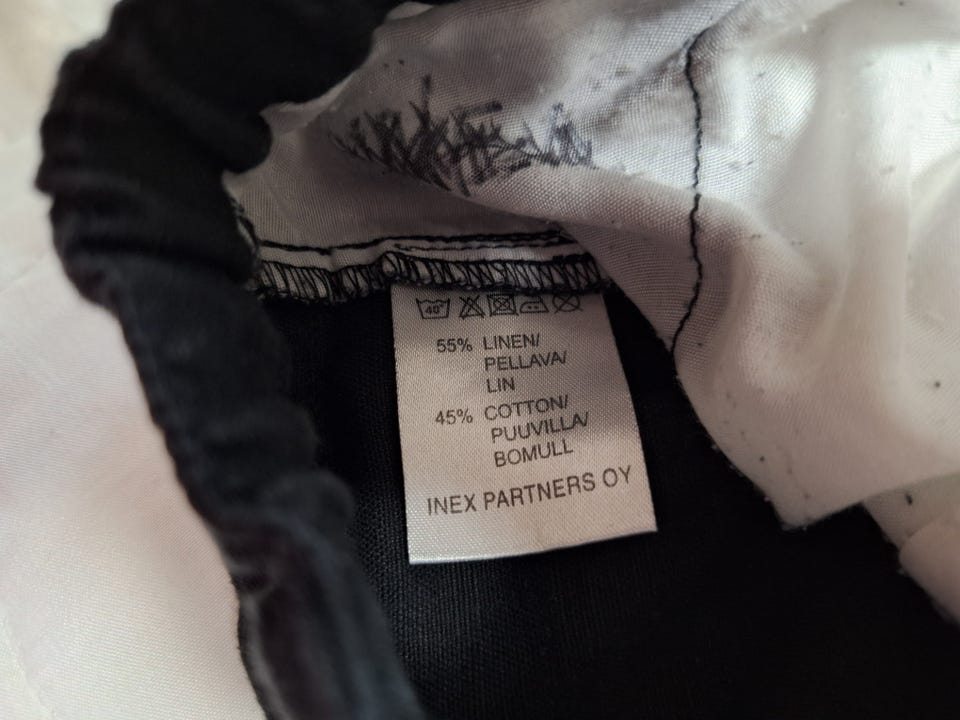 40°
55% LINEN/
PELLAVA/
LIN
45% COTTON/
PUUVILLA/
BOMULL
INEX PARTNERS OY